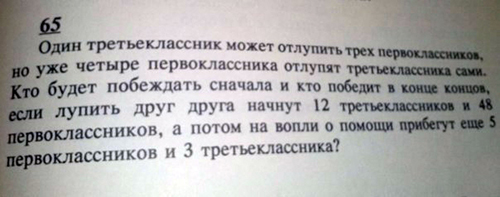 65
Один третьеклассник может отлупить трех первоклассников,
но уже четыре первоклассника отлупят третьеклассника сами.
Кто будет побеждать сначала и кто победит в конце концов,
если лупить друг друга начнут 12 третьеклассников и 48
первоклассников, а потом на вопли о помощи прибегут еще 5
первоклассников и 3 третьеклассника?